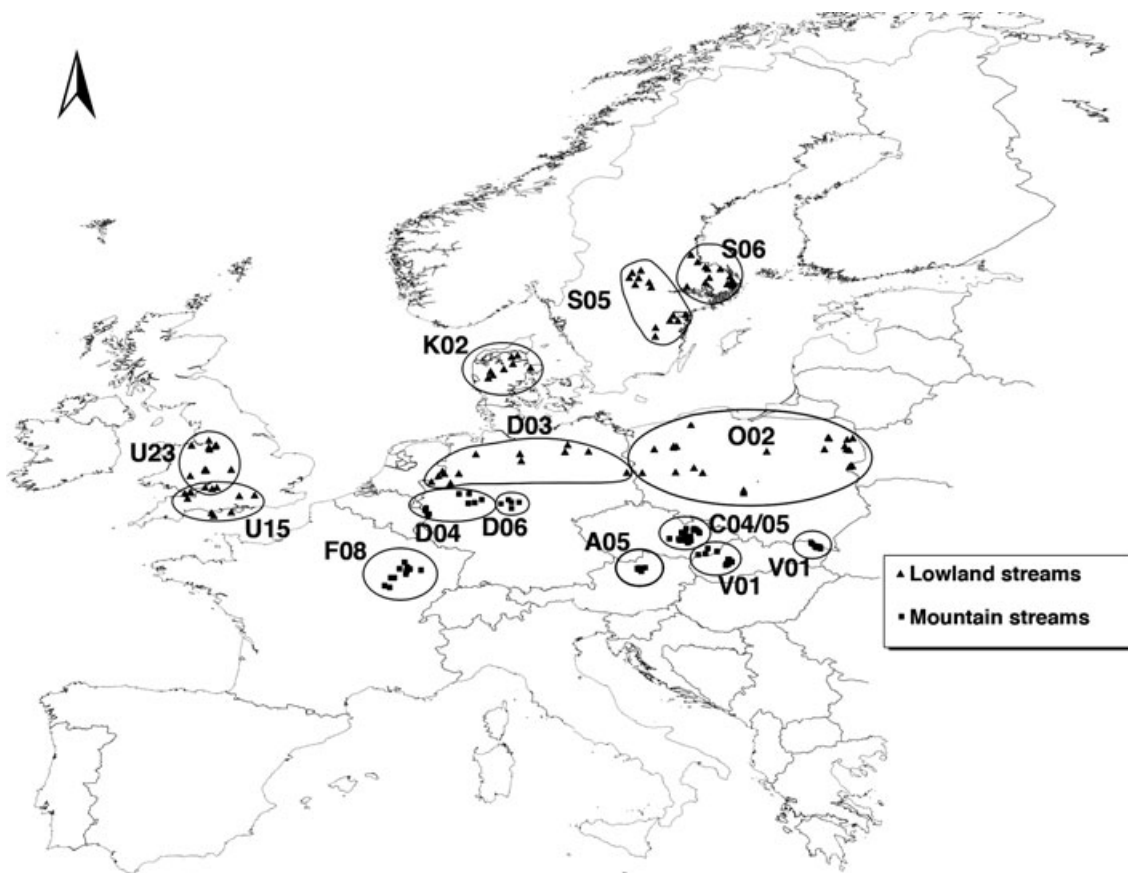 S06
S05
K02
D03
O02
U23
U15
D04
D06
C04/05
F08
A05
V01
V01
Lowland streams
Mountain streams